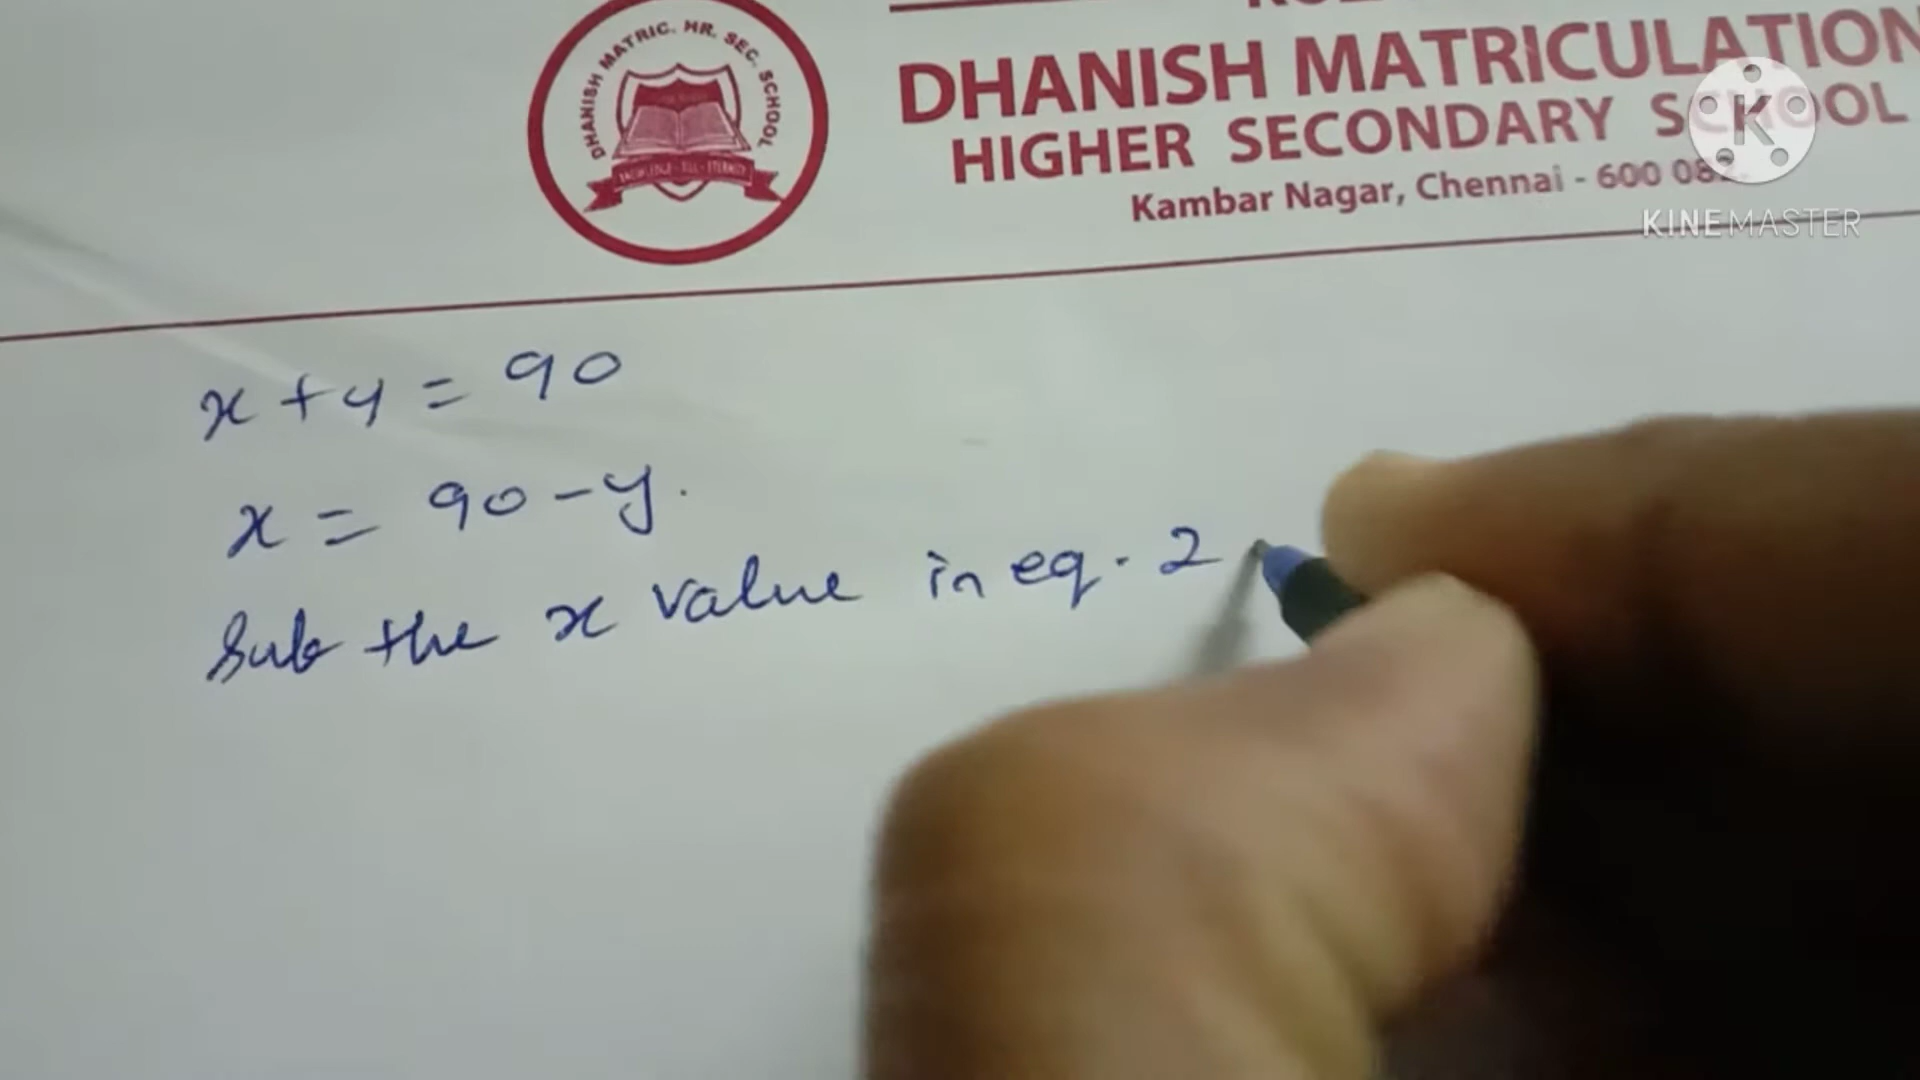 DHANISH MATRIC. HR. SEC. SCHOOL
DHANISH MATRICULATION
HIGHER SECONDARY SCHOOL
Kambar Nagar, Chennai - 600 082.
K
KINEMASTER
x + y = 90
x = 90 - y.
Sub the x value in eq. 2